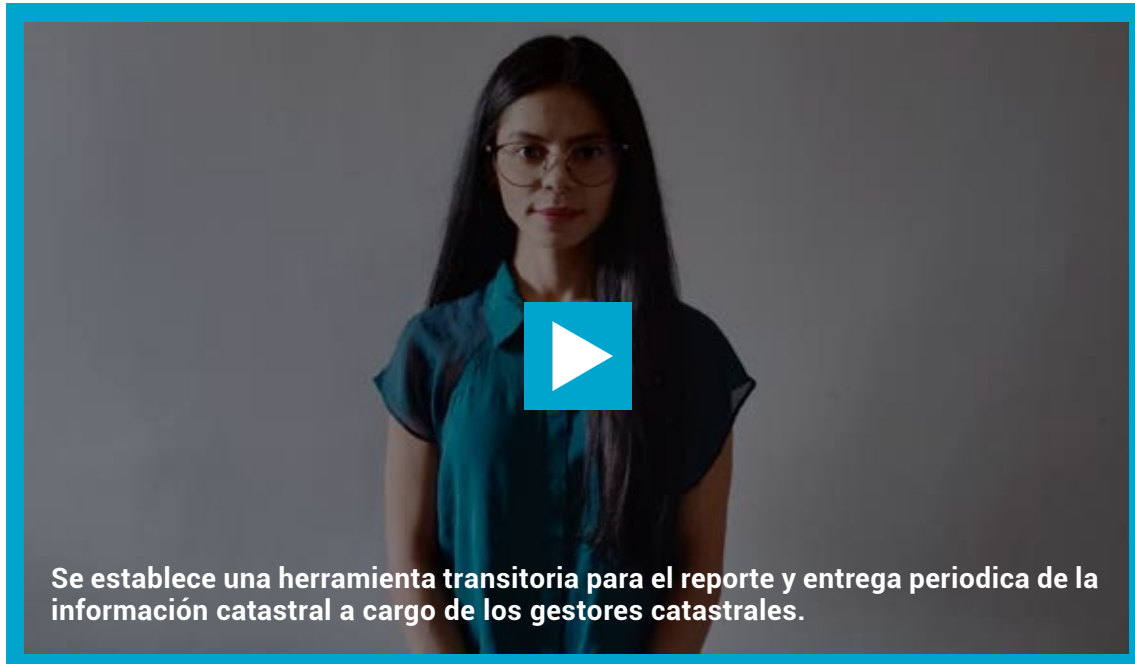 Se establece una herramienta transitoria para el reporte y entrega periodica de la
información catastral a cargo de los gestores catastrales.